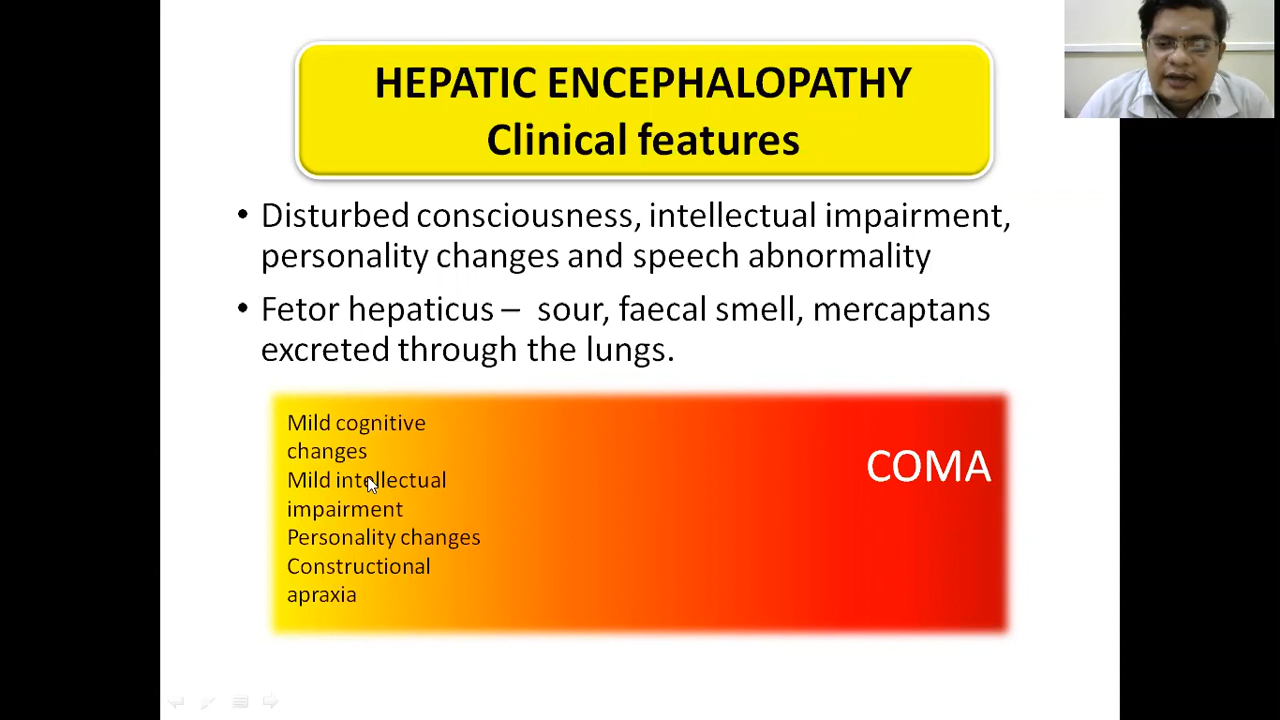 HEPATIC ENCEPHALOPATHY
Clinical features
• Disturbed consciousness, intellectual impairment,
personality changes and speech abnormality
• Fetor hepaticus – sour, faecal smell, mercaptans
excreted through the lungs.
Mild cognitive
changes
Mild intellectual
impairment
Personality changes
Constructional
apraxia
COMA